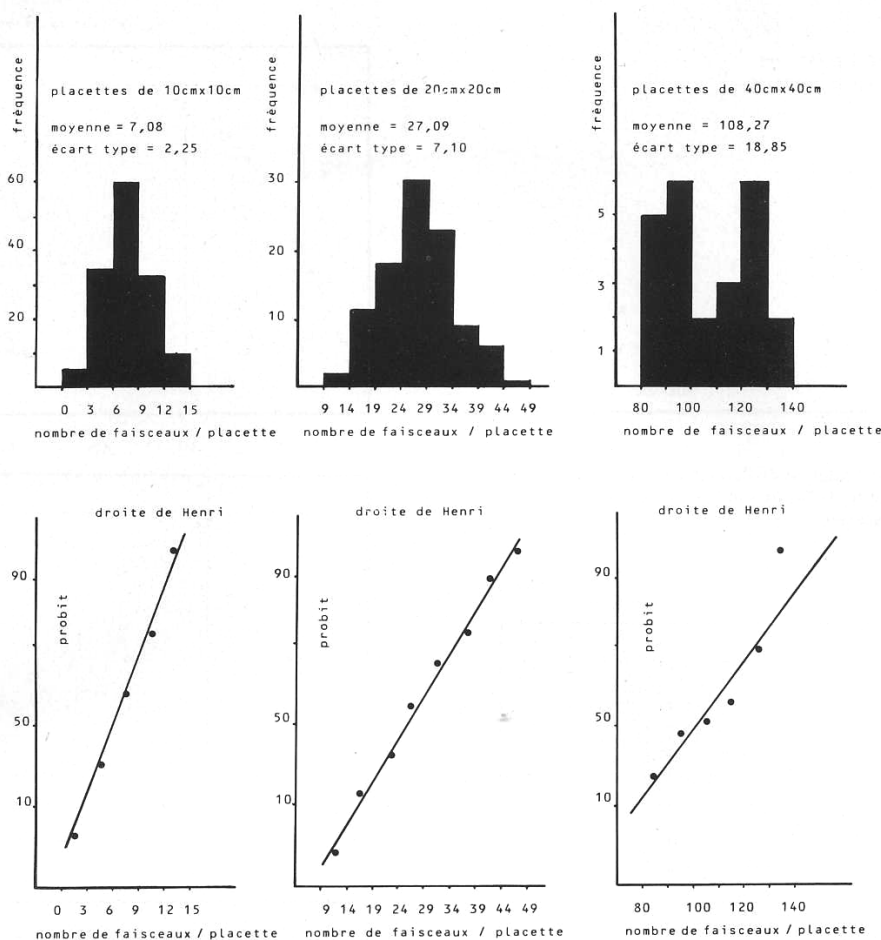 fréquence
placettes de 10cmx10cm
moyenne = 7,08
écart type = 2,25
60
40
20
0 3 6 9 12 15
nombre de faisceaux / placette
fréquence
placettes de 20cmx20cm
moyenne = 27,09
écart type = 7,10
30
20
10
9 14 19 24 29 34 39 44 49
nombre de faisceaux / placette
fréquence
placettes de 40cmx40cm
moyenne = 108,27
écart type = 18,85
5
3
1
80 100 120 140
nombre de faisceaux / placette
droite de Henri
probit
90
50
10
0 3 6 9 12 15
nombre de faisceaux / placette
droite de Henri
probit
90
50
10
9 14 19 24 29 34 39 44 49
nombre de faisceaux / placette
droite de Henri
probit
90
50
10
80 100 120 140
nombre de faisceaux / placette